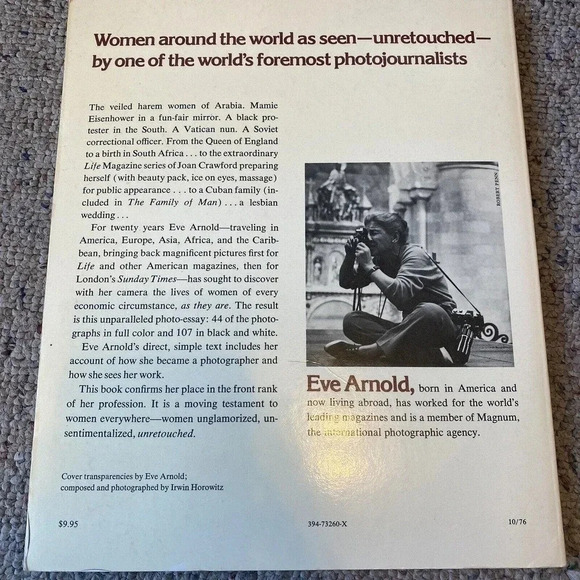 Women around the world as seen—unretouched—
by one of the world's foremost photojournalists
The veiled harem women of Arabia. Mamie
Eisenhower in a fun-fair mirror. A black pro-
tester in the South. A Vatican nun. A Soviet
correctional officer. From the Queen of England
to a birth in South Africa . . . to the extraordinary
Life Magazine series of Joan Crawford preparing
herself (with beauty pack, ice on eyes, massage)
for public appearance . . . to a Cuban family (in-
cluded in The Family of Man) . . . a lesbian
wedding . . .
For twenty years Eve Arnold—traveling in
America, Europe, Asia, Africa, and the Carib-
bean, bringing back magnificent pictures first for
Life and other American magazines, then for
London's Sunday Times—has sought to discover
with her camera the lives of women of every
economic circumstance, as they are. The result
is this unparalleled photo-essay: 44 of the photo-
graphs in full color and 107 in black and white.
Eve Arnold's direct, simple text includes her
account of how she became a photographer and
how she sees her work.
This book confirms her place in the front rank
of her profession. It is a moving testament to
women everywhere—women unglamorized, un-
sentimentalized, unretouched.
Cover transparencies by Eve Arnold;
composed and photographed by Irwin Horowitz
$9.95
ROBERT PENN
Eve Arnold, born in America and
now living abroad, has worked for the world's
leading magazines and is a member of Magnum,
the international photographic agency.
394-73260-X
10/76